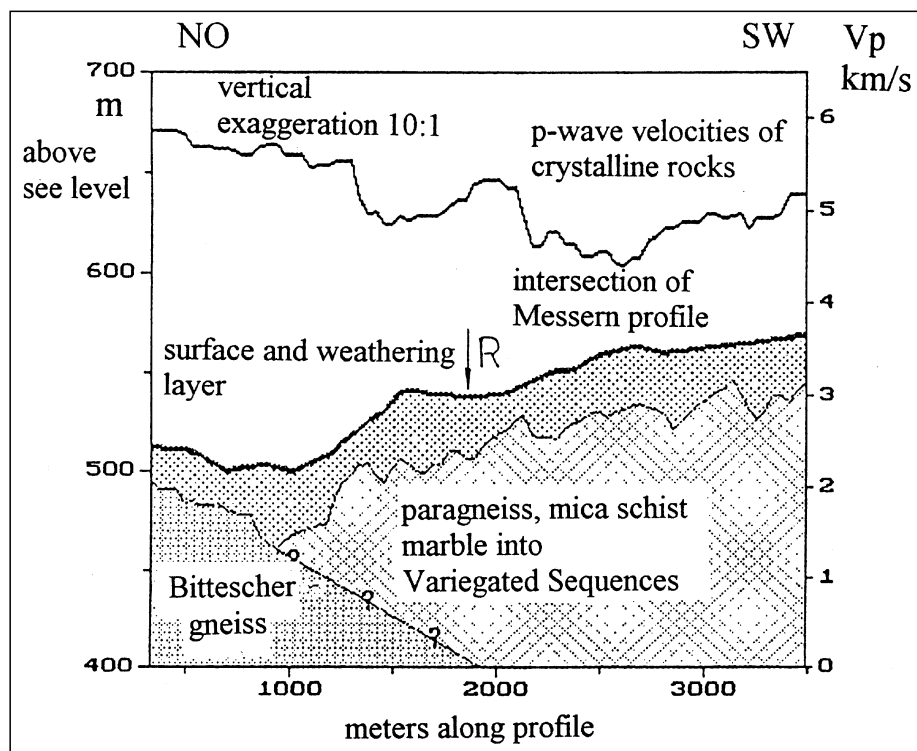 NO
SW
Vp
km/s
700
m
above
see level
600
500
400
vertical
exaggeration 10:1
p-wave velocities of
crystalline rocks
intersection of
Messern profile
surface and weathering
layer
R
paragneiss, mica schist
marble into
Variegated Sequences
Bittescher
gneiss
?
?
?
6
5
4
3
2
1
0
1000
2000
3000
meters along profile